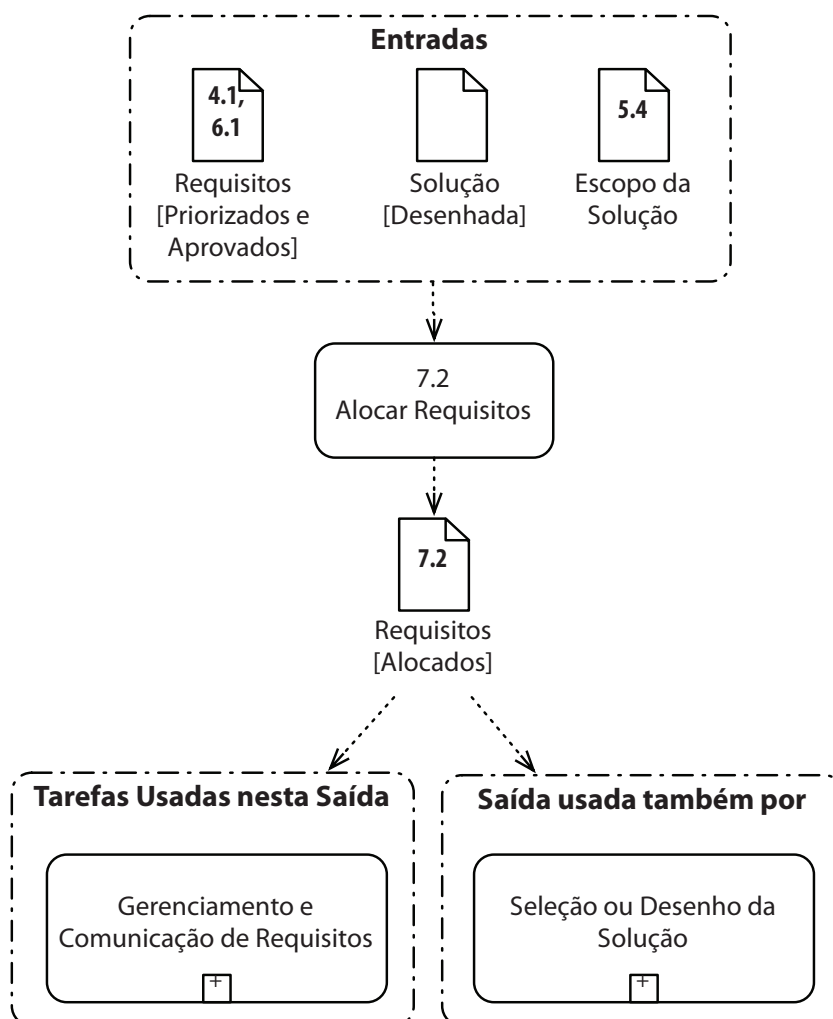 Entradas
4.1,
6.1
5.4
Requisitos
[Priorizados e
Aprovados]
Solução
[Desenhada]
Escopo da
Solução
7.2
Alocar Requisitos
7.2
Requisitos
[Alocados]
Tarefas Usadas nesta Saída
Gerenciamento e
Comunicação de Requisitos
+
Saída usada também por
Seleção ou Desenho da
Solução
+